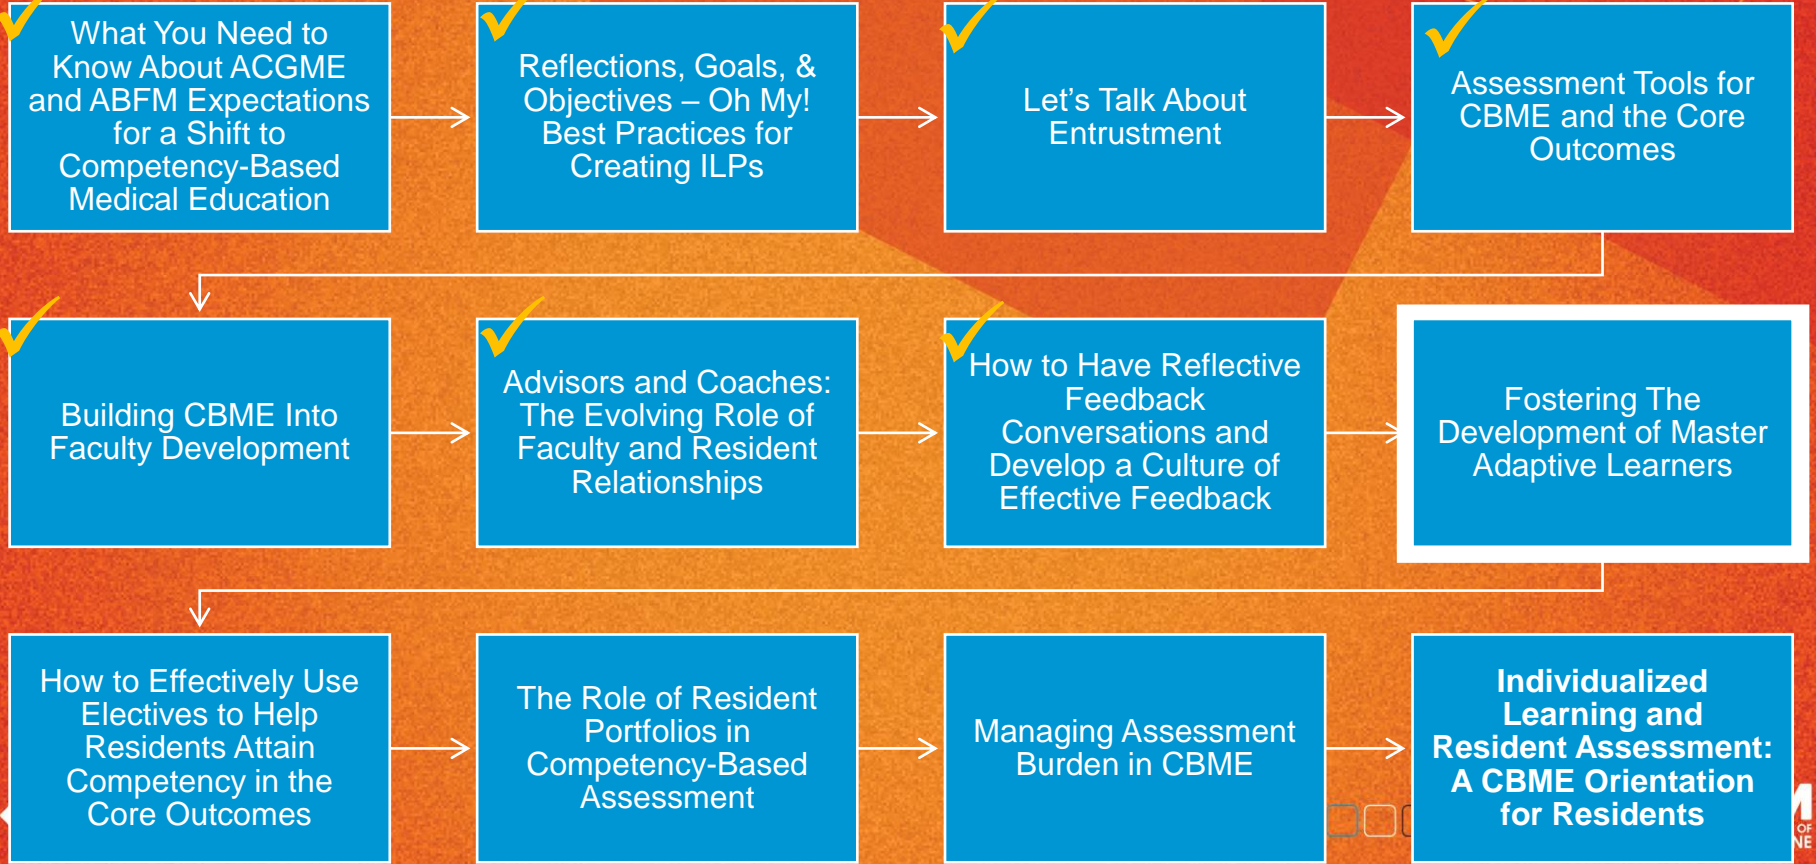 What You Need to
Know About ACGME
and ABFM Expectations
for a Shift to
Competency-Based
Medical Education
Reflections, Goals, &
Objectives – Oh My!
Best Practices for
Creating ILPs
Let's Talk About
Entrustment
Assessment Tools for
CBME and the Core
Outcomes
Building CBME Into
Faculty Development
Advisors and Coaches:
The Evolving Role of
Faculty and Resident
Relationships
How to Have Reflective
Feedback
Conversations and
Develop a Culture of
Effective Feedback
Fostering The
Development of Master
Adaptive Learners
How to Effectively Use
Electives to Help
Residents Attain
Competency in the
Core Outcomes
The Role of Resident
Portfolios in
Competency-Based
Assessment
Managing Assessment
Burden in CBME
Individualized
Learning and
Resident Assessment:
A CBME Orientation
for Residents
M
OF
NE